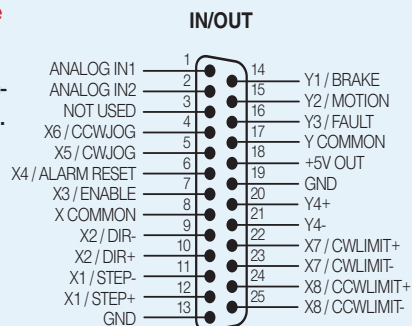 e
-
.
IN/OUT
1
ANALOG IN1
2
ANALOG IN2
3
NOT USED
4
X6 / CCWJOG
5
X5 / CWJOG
6
X4 / ALARM RESET
7
X3 / ENABLE
8
X COMMON
9
X2 / DIR-
10
X2 / DIR+
11
X1 / STEP-
12
X1 / STEP+
13
GND
14
Y1 / BRAKE
15
Y2 / MOTION
16
Y3 / FAULT
17
Y COMMON
18
+5V OUT
19
GND
20
Y4+
21
Y4-
22
X7 / CWLIMIT+
23
X7 / CWLIMIT-
24
X8 / CCWLIMIT+
25
X8 / CCWLIMIT-